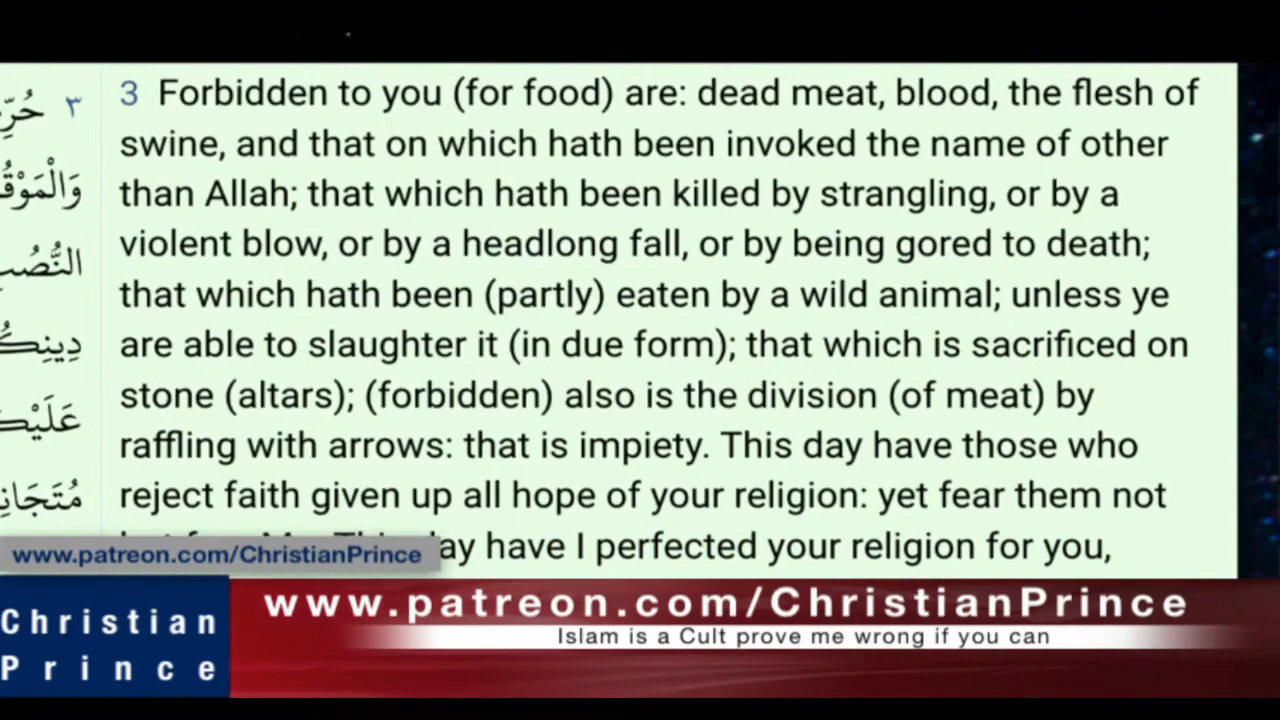 3 Forbidden to you (for food) are: dead meat, blood, the flesh of
swine, and that on which hath been invoked the name of other
than Allah; that which hath been killed by strangling, or by a
violent blow, or by a headlong fall, or by being gored to death;
that which hath been (partly) eaten by a wild animal; unless ye
are able to slaughter it (in due form); that which is sacrificed on
stone (altars); (forbidden) also is the division (of meat) by
raffling with arrows: that is impiety. This day have those who
reject faith given up all hope of your religion: yet fear them not
have I perfected your religion for you,
٣
النُّصُبِ
www.patreon.com/ChristianPrince
Christian
Prince
www.patreon.com/ChristianPrince
Islam is a Cult prove me wrong if you can